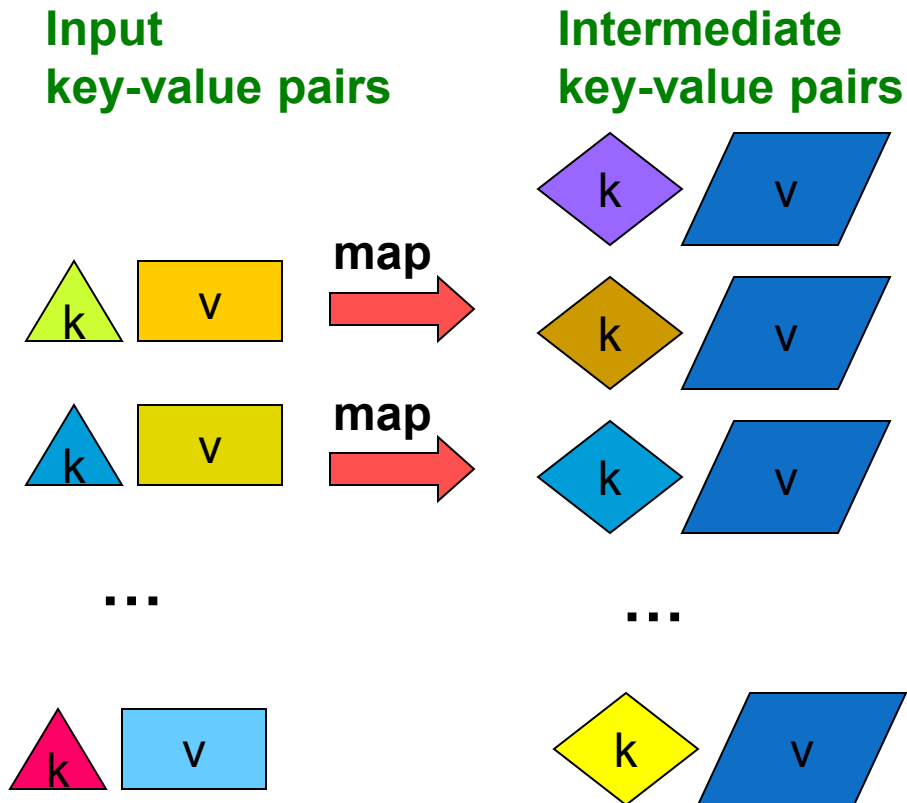 Input
key-value pairs
Intermediate
key-value pairs
k v
map
k v
k v
k v
map
k v
...
...
k v
k v